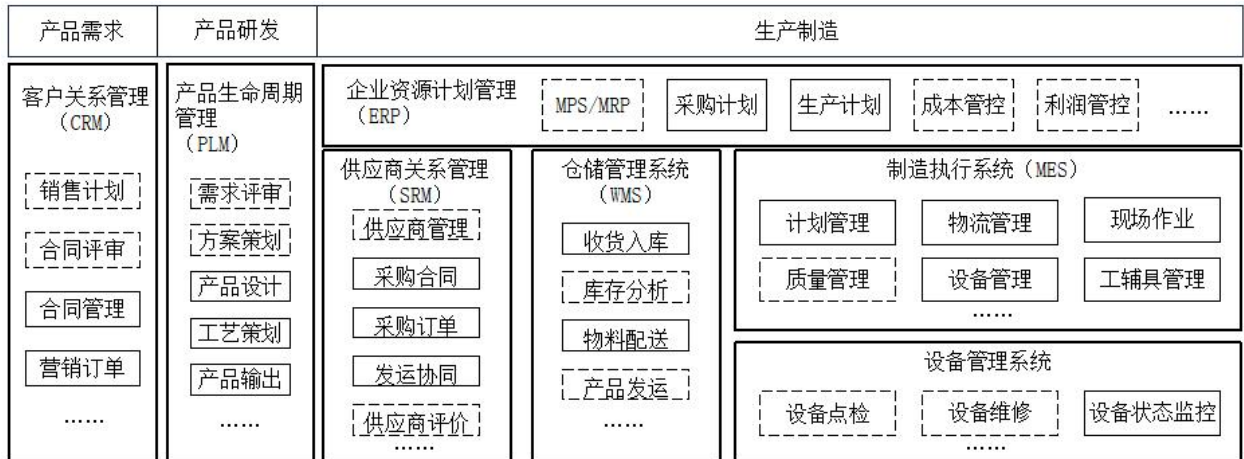 产品需求
产品研发
生产制造
客户关系管理
（CRM）
销售计划
合同评审
合同管理
营销订单
……
产品生命周期
管理
（PLM）
需求评审
方案策划
产品设计
工艺策划
产品输出
……
企业资源计划管理
（ERP）
MPS/MRP
采购计划
生产计划
成本管控
利润管控
……
供应商关系管理
（SRM）
供应商管理
采购合同
采购订单
发运协同
供应商评价
……
仓储管理系统
（WMS）
收货入库
库存分析
物料配送
产品发运
……
制造执行系统（MES）
计划管理
物流管理
现场作业
质量管理
设备管理
工辅具管理
……
设备管理系统
设备点检
设备维修
设备状态监控
……